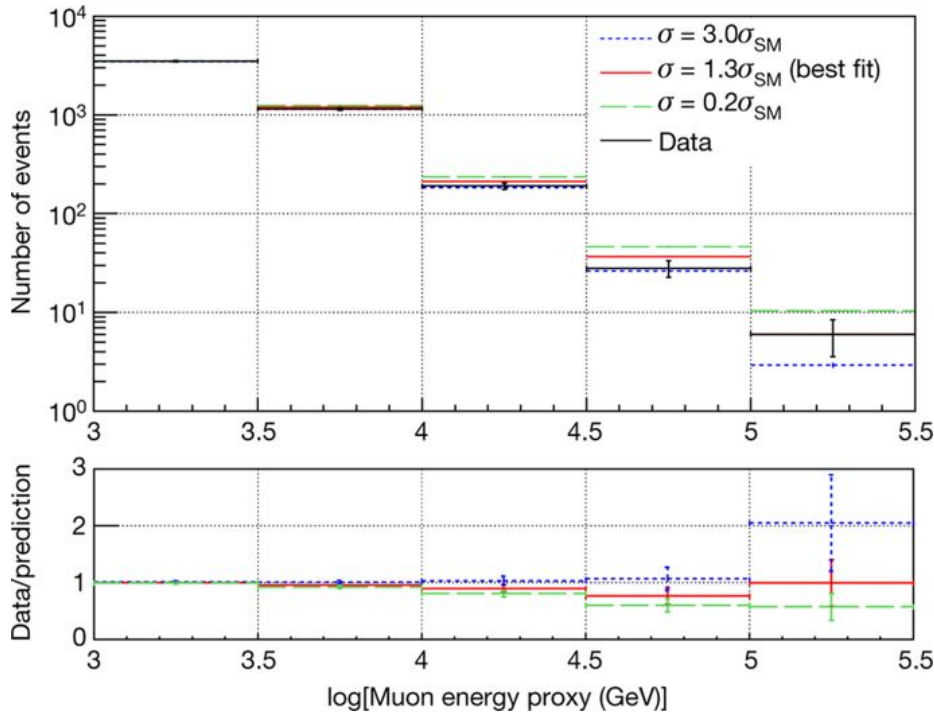 10⁴
10³
10²
10¹
10⁰
Number of events
σ = 3.0σSM
σ = 1.3σSM (best fit)
σ = 0.2σSM
Data
3 3.5 4 4.5 5 5.5
3
2
1
0
Data/prediction
3 3.5 4 4.5 5 5.5
log[Muon energy proxy (GeV)]